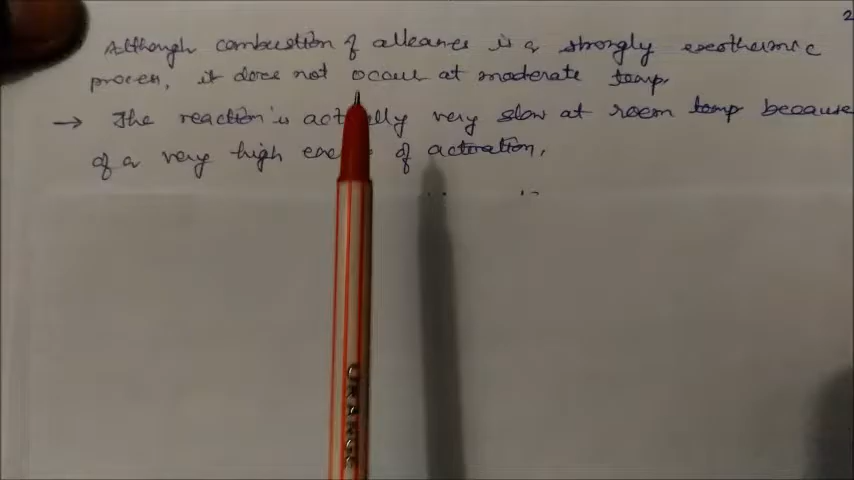 2
Although combustion of alkanes is a strongly exothermic
process, it does not occur at moderate temp
→ The reaction is actually very slow at room temp because
of a very high of activation,